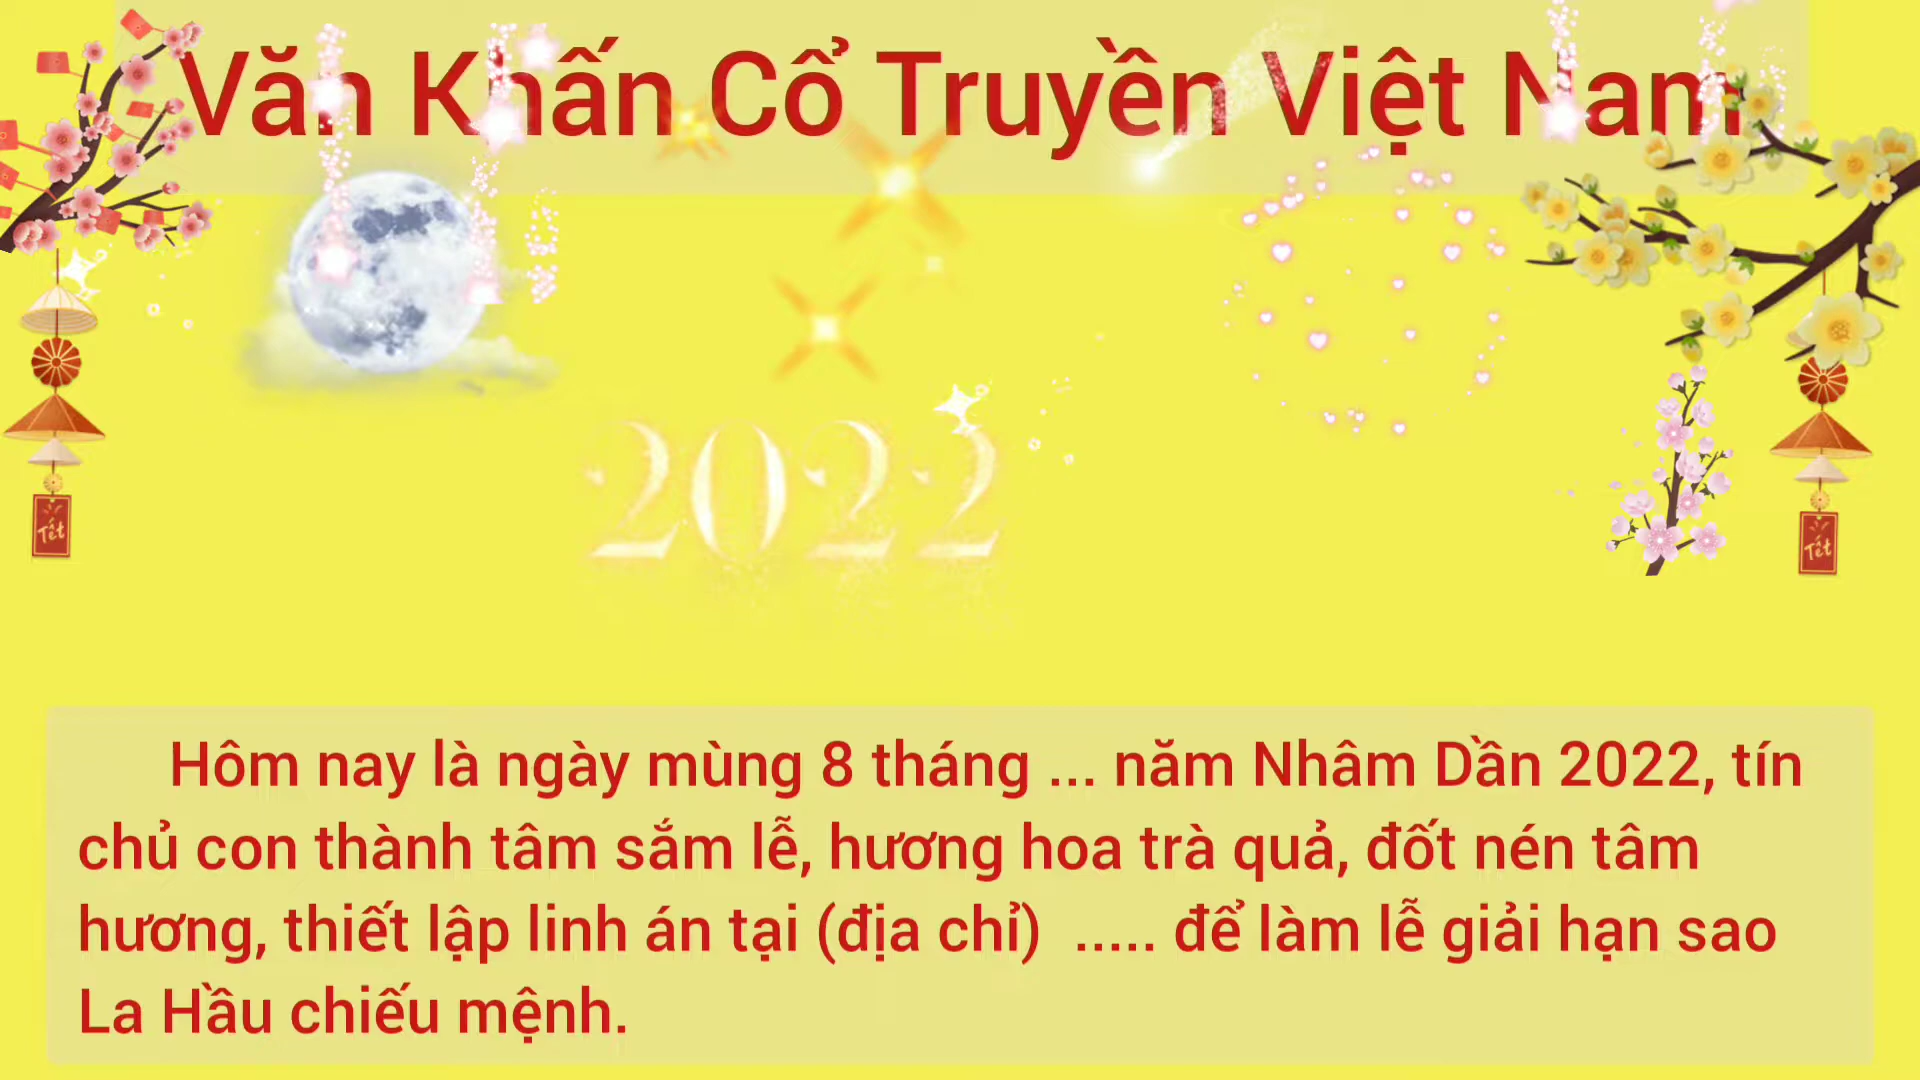 Văn Khấn Cổ Truyền Việt Nam
2022
Tết
Tết
Hôm nay là ngày mùng 8 tháng ... năm Nhâm Dần 2022, tín
chủ con thành tâm sắm lễ, hương hoa trà quả, đốt nén tâm
hương, thiết lập linh án tại (địa chỉ) ..... để làm lễ giải hạn sao
La Hầu chiếu mệnh.